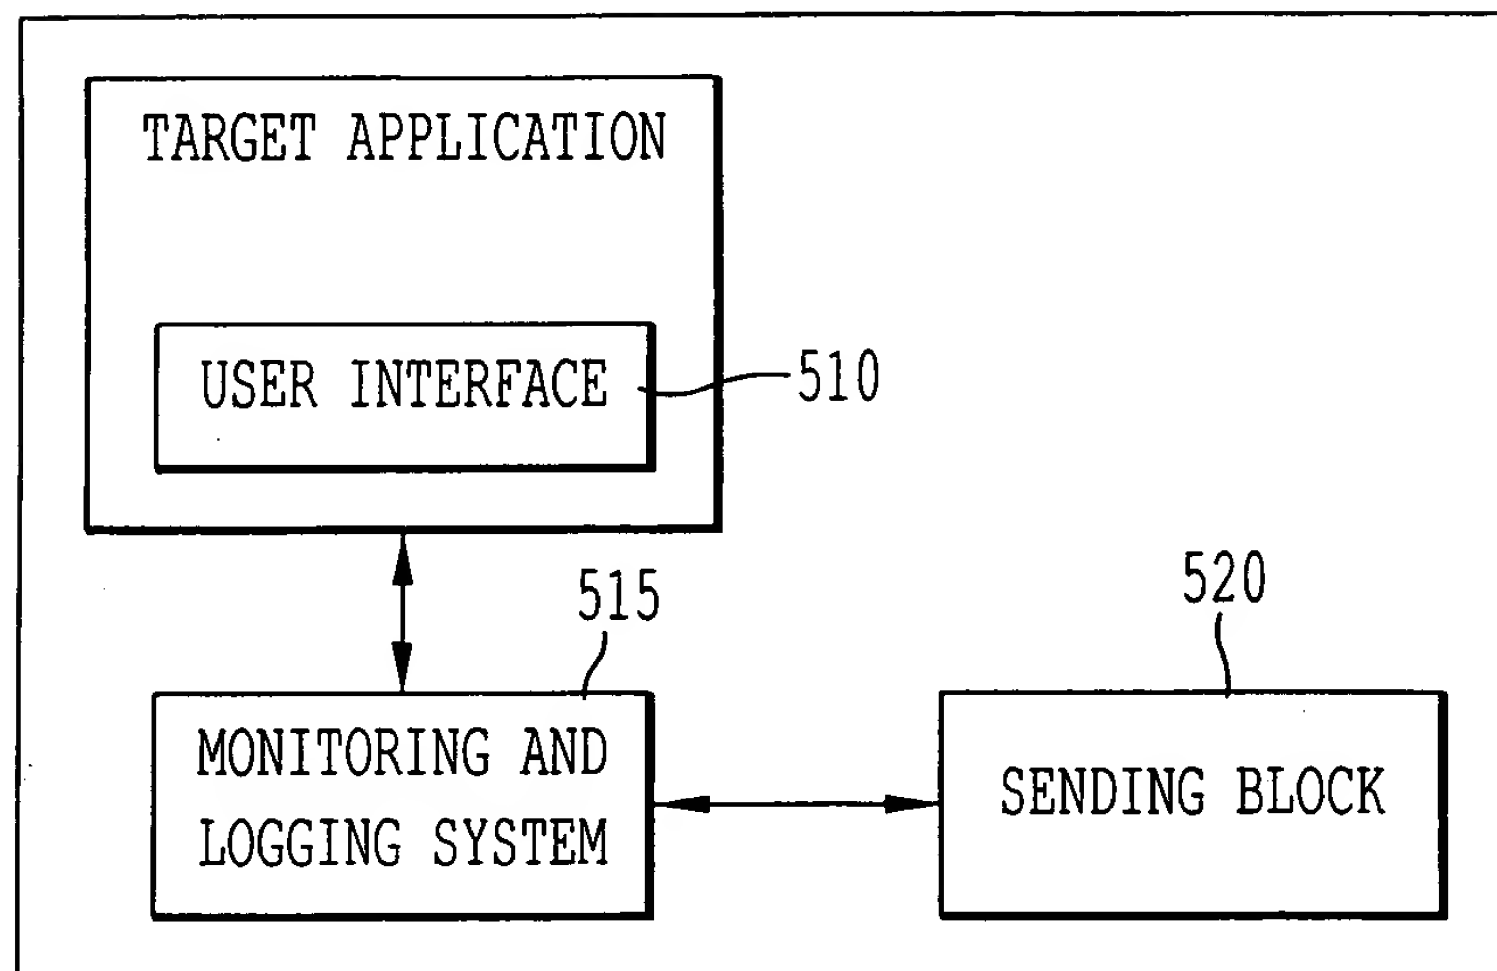 TARGET APPLICATION
USER INTERFACE
510
515
520
MONITORING AND
LOGGING SYSTEM
SENDING BLOCK